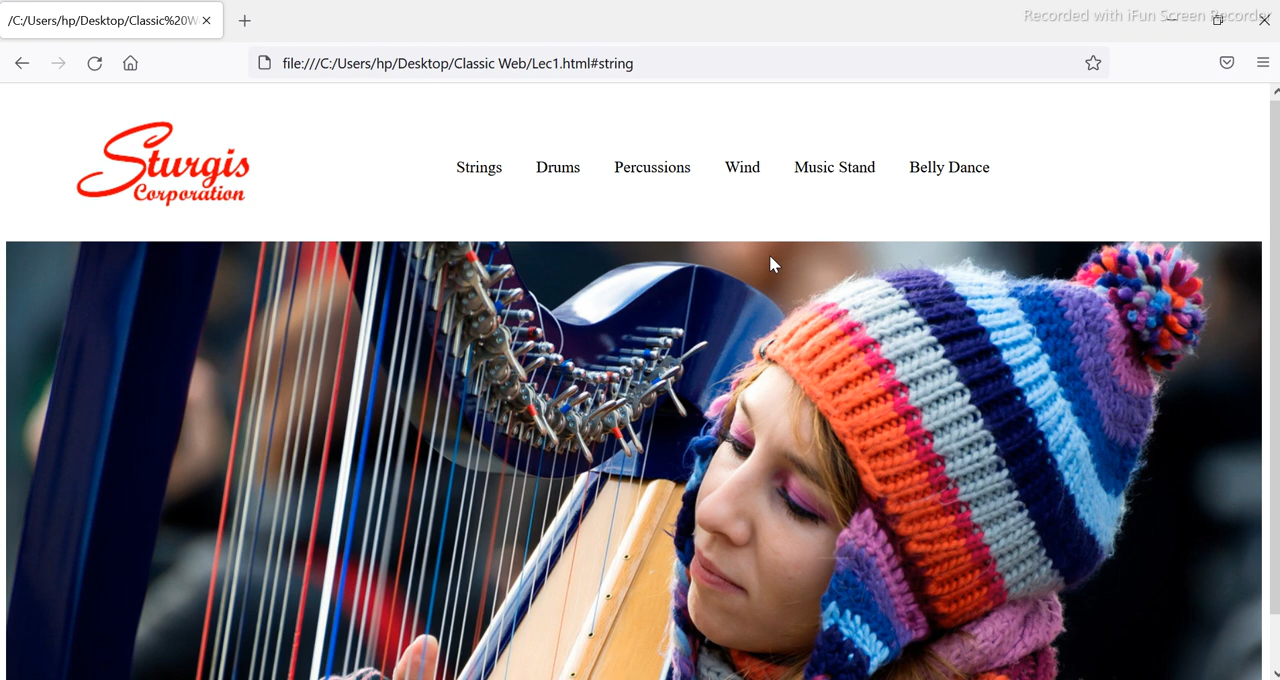 /C:/Users/hp/Desktop/Classic%20W
Recorded with iFun Screen Recorder
file:///C:/Users/hp/Desktop/Classic Web/Lec1.html#string
Sturgis
Corporation
Strings Drums Percussions Wind Music Stand Belly Dance